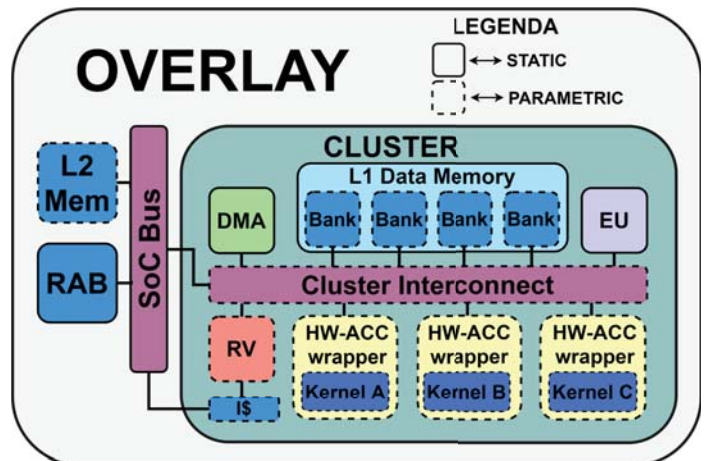 LEGENDA
STATIC
PARAMETRIC
OVERLAY
L2
Mem
RAB
SoC Bus
CLUSTER
L1 Data Memory
Bank
Bank
Bank
Bank
DMA
EU
Cluster Interconnect
RV
I$
HW-ACC
wrapper
Kernel A
HW-ACC
wrapper
Kernel B
HW-ACC
wrapper
Kernel C